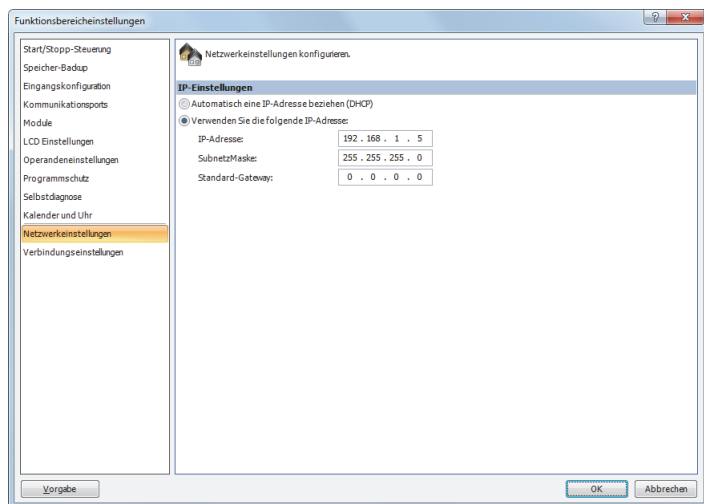 Funktionsbereicheinstellungen
Start/Stopp-Steuerung
Speicher-Backup
Eingangskonfiguration
Kommunikationsports
Module
LCD Einstellungen
Operandeneinstellungen
Programmschutz
Selbstdiagnose
Kalender und Uhr
Netzwerkeinstellungen
Verbindungseinstellungen
Netzwerkeinstellungen konfigurieren.
IP-Einstellungen
Automatisch eine IP-Adresse beziehen (DHCP)
Verwenden Sie die folgende IP-Adresse:
IP-Adresse: 192 . 168 . 1 . 5
SubnetzMaske: 255 . 255 . 255 . 0
Standard-Gateway: 0 . 0 . 0 . 0
Vorgabe
OK
Abbrechen